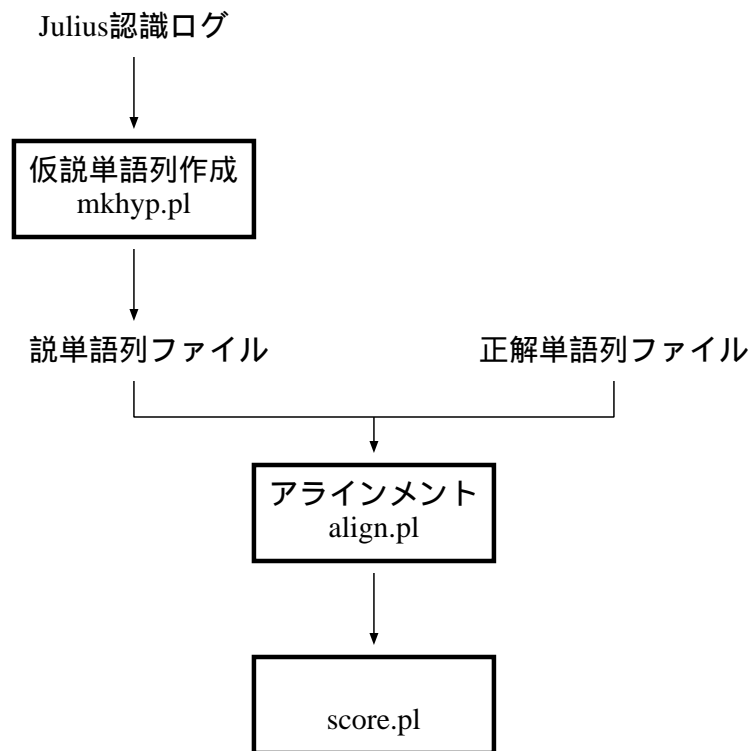 Julius認識ログ
仮説単語列作成
mkhyp.pl
説単語列ファイル
正解単語列ファイル
アラインメント
align.pl
score.pl